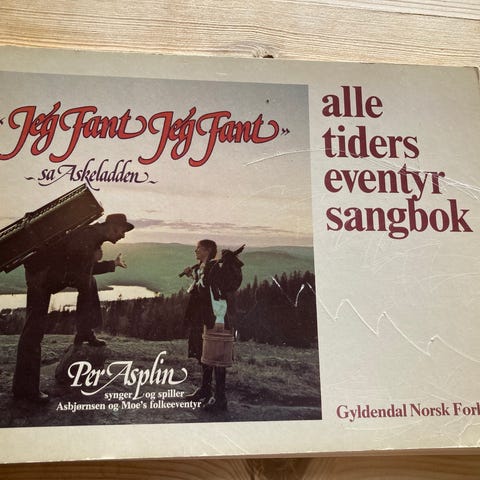 «Jeg Fant Jeg Fant»
- sa Askeladden -
Per Asplin
synger og spiller
Asbjørnsen og Moe's folkeeventyr
alle
tiders
eventyr
sangbok
Gyldendal Norsk Forl